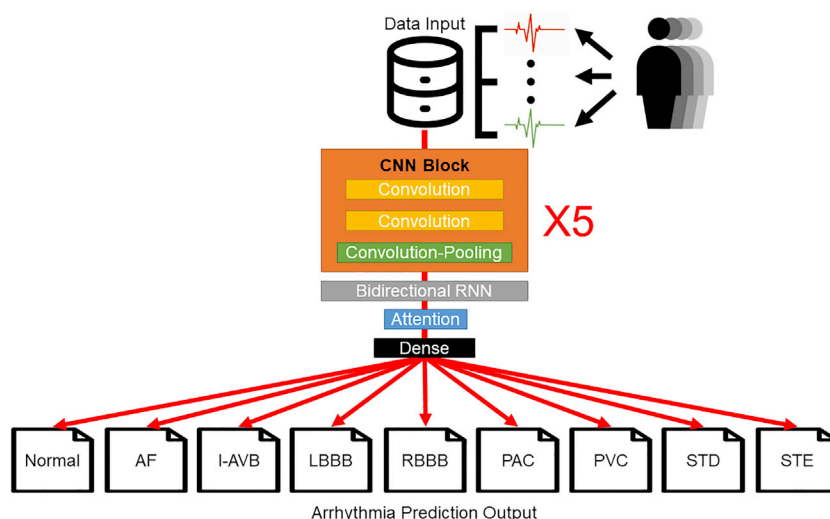 Data Input
CNN Block
Convolution
Convolution
X5
Convolution-Pooling
Bidirectional RNN
Attention
Dense
Normal
AF
I-AVB
LBBB
RBBB
PAC
PVC
STD
STE
Arrhythmia Prediction Output